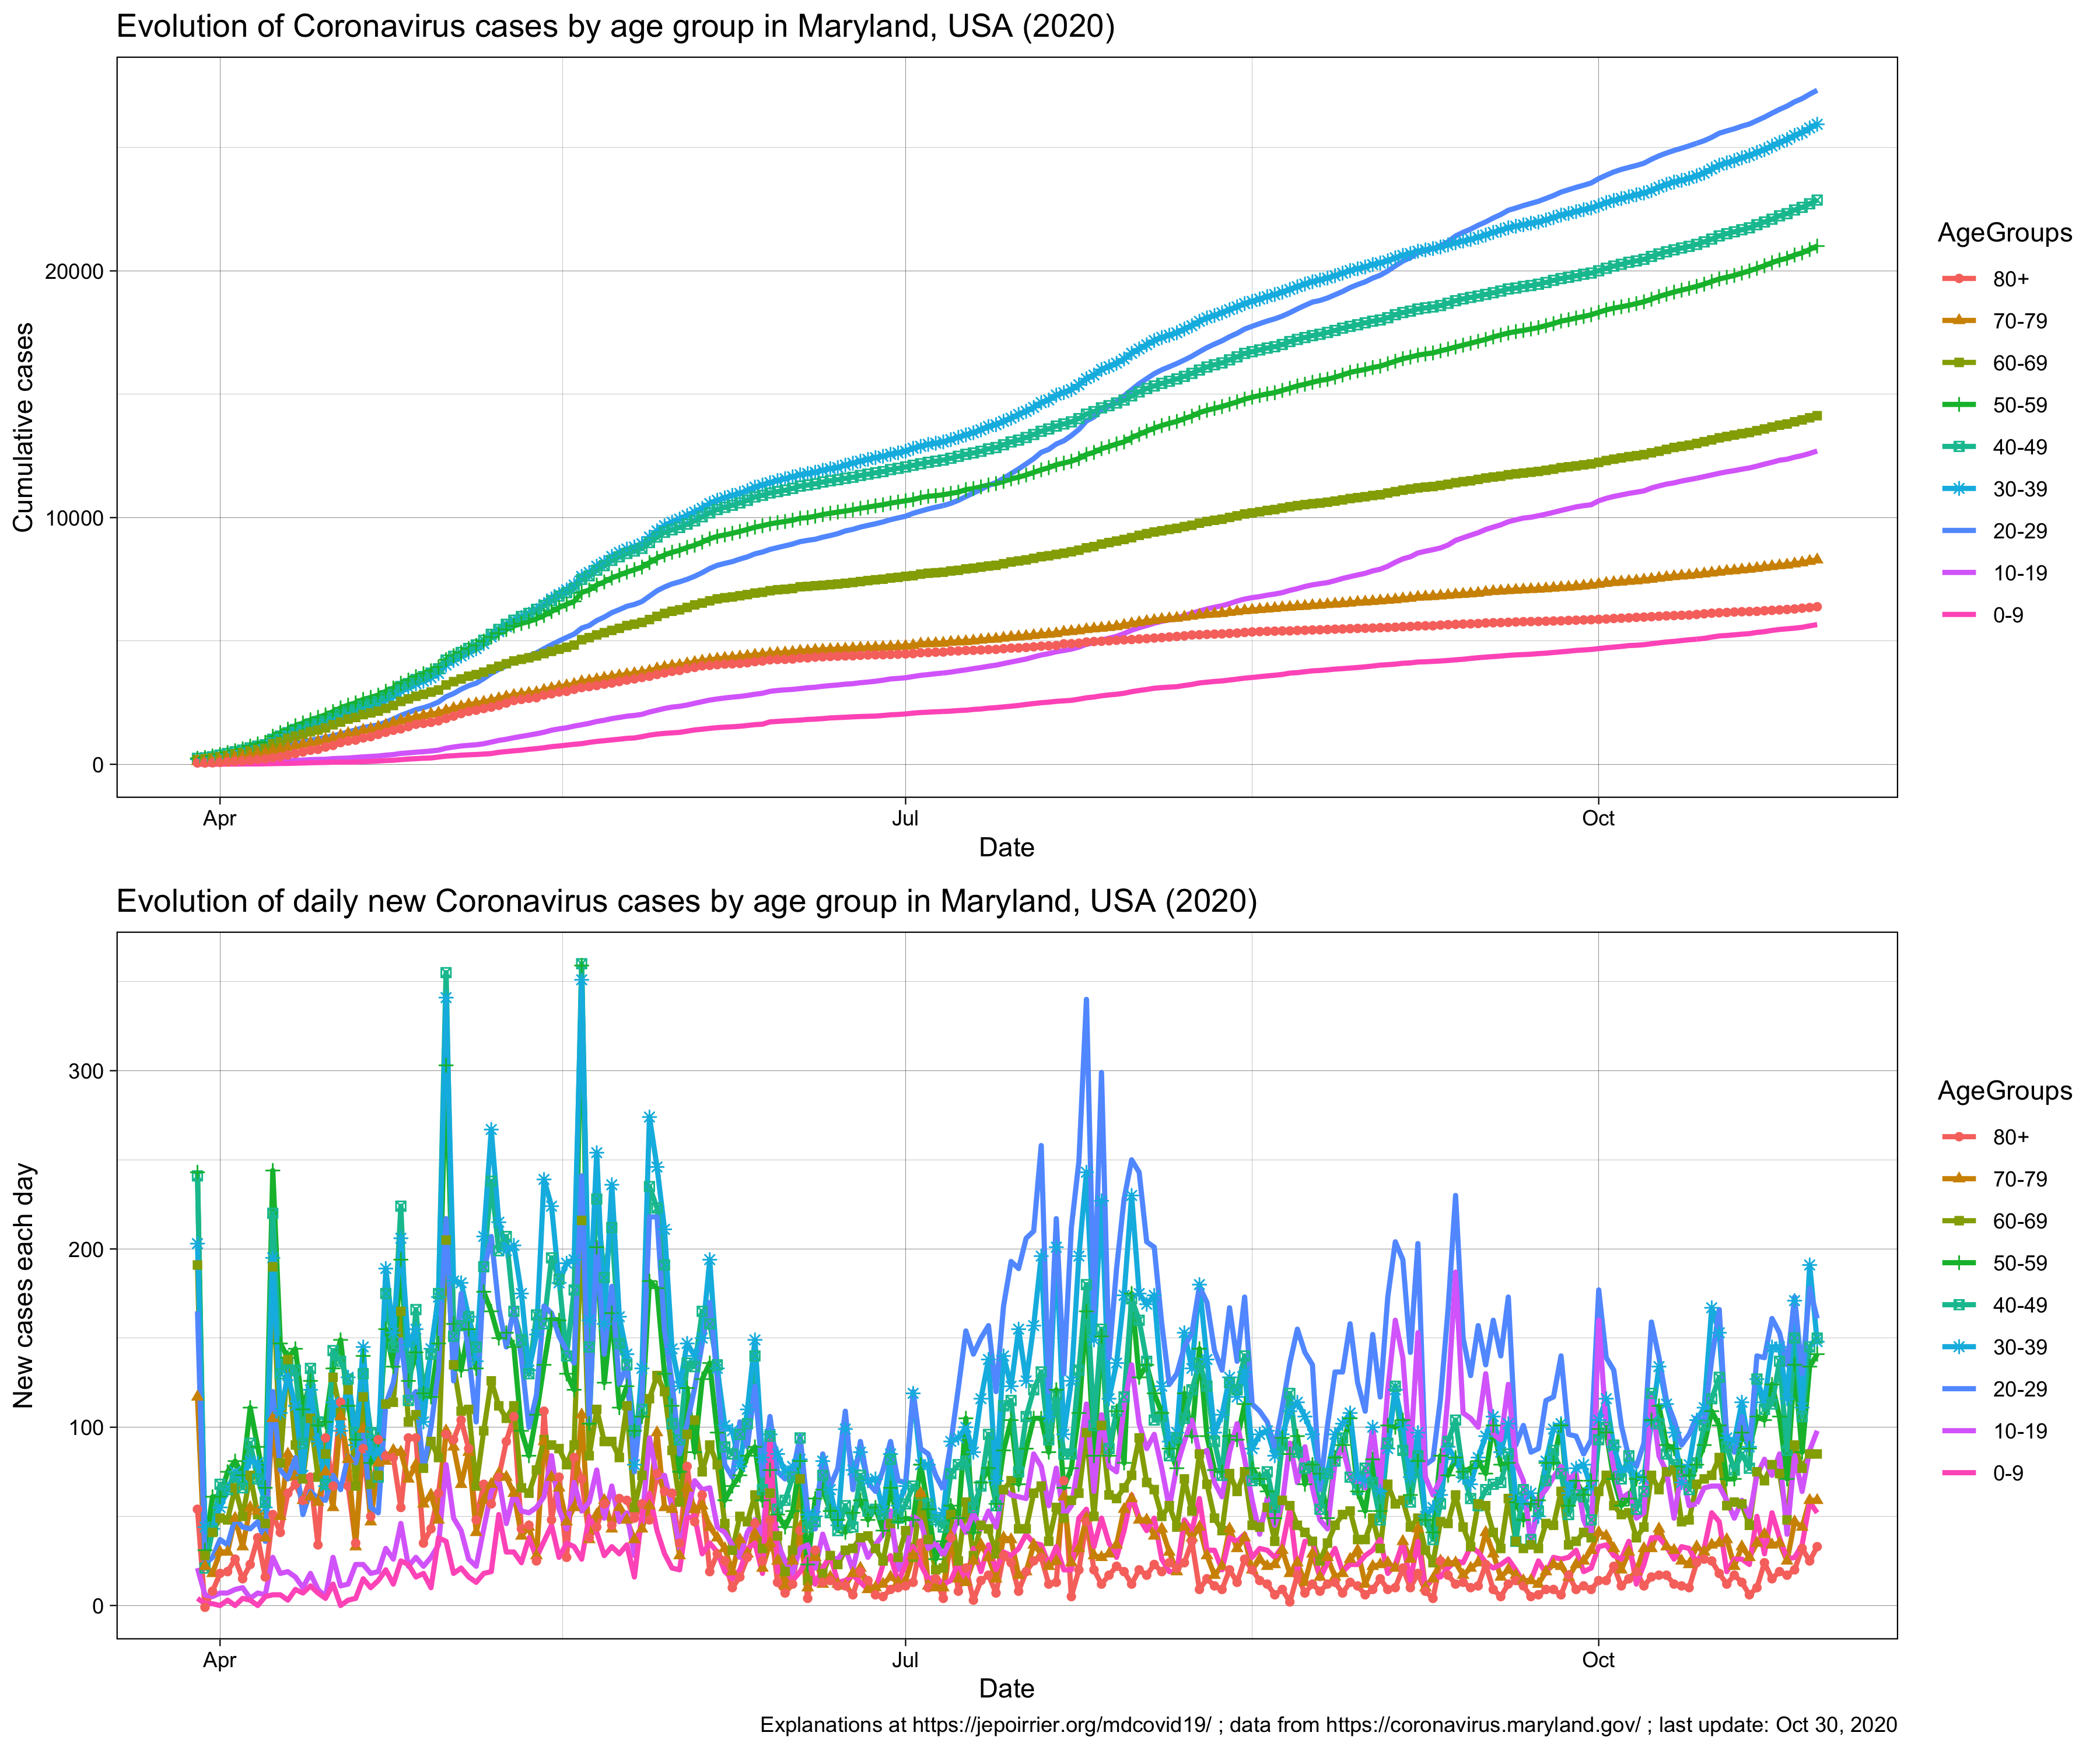 Evolution of Coronavirus cases by age group in Maryland, USA (2020)
Cumulative cases
20000
10000
0
Apr
Jul
Oct
Date
AgeGroups
80+
70-79
60-69
50-59
40-49
30-39
20-29
10-19
0-9
Evolution of daily new Coronavirus cases by age group in Maryland, USA (2020)
New cases each day
300
200
100
0
Apr
Jul
Oct
Date
AgeGroups
80+
70-79
60-69
50-59
40-49
30-39
20-29
10-19
0-9
Explanations at https://jepoirrier.org/mdcovid19/ ; data from https://coronavirus.maryland.gov/ ; last update: Oct 30, 2020